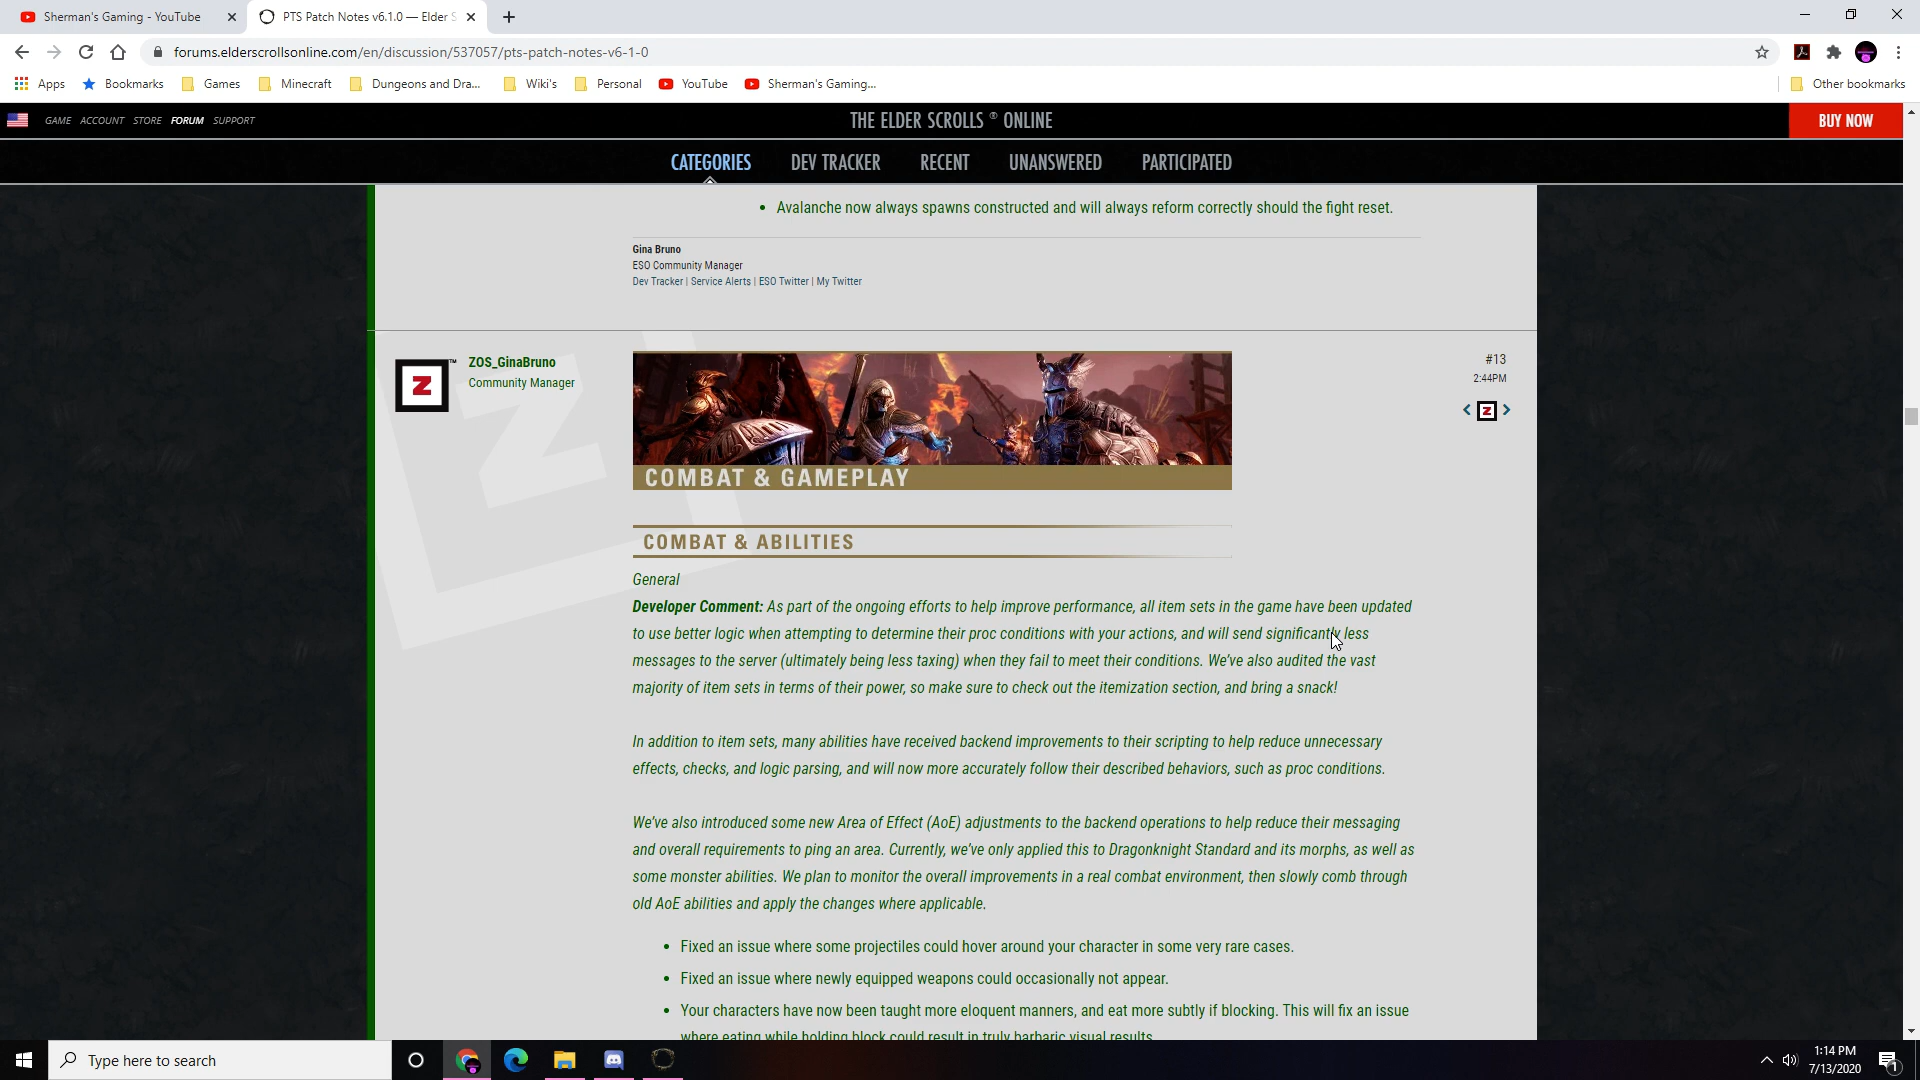 Sherman's Gaming - YouTube
PTS Patch Notes v6.1.0 — Elder S
forums.elderscrollsonline.com/en/discussion/537057/pts-patch-notes-v6-1-0
Apps Bookmarks Games Minecraft Dungeons and Dra... Wiki's Personal YouTube Sherman's Gaming... Other bookmarks
GAME ACCOUNT STORE FORUM SUPPORT
THE ELDER SCROLLS ® ONLINE
BUY NOW
CATEGORIES DEV TRACKER RECENT UNANSWERED PARTICIPATED
• Avalanche now always spawns constructed and will always reform correctly should the fight reset.
Gina Bruno
ESO Community Manager
Dev Tracker | Service Alerts | ESO Twitter | My Twitter
Z ™
ZOS_GinaBruno
Community Manager
#13
2:44PM
< Z >
COMBAT & GAMEPLAY
COMBAT & ABILITIES
General
Developer Comment: As part of the ongoing efforts to help improve performance, all item sets in the game have been updated
to use better logic when attempting to determine their proc conditions with your actions, and will send significantly less
messages to the server (ultimately being less taxing) when they fail to meet their conditions. We've also audited the vast
majority of item sets in terms of their power, so make sure to check out the itemization section, and bring a snack!
In addition to item sets, many abilities have received backend improvements to their scripting to help reduce unnecessary
effects, checks, and logic parsing, and will now more accurately follow their described behaviors, such as proc conditions.
We've also introduced some new Area of Effect (AoE) adjustments to the backend operations to help reduce their messaging
and overall requirements to ping an area. Currently, we've only applied this to Dragonknight Standard and its morphs, as well as
some monster abilities. We plan to monitor the overall improvements in a real combat environment, then slowly comb through
old AoE abilities and apply the changes where applicable.
• Fixed an issue where some projectiles could hover around your character in some very rare cases.
• Fixed an issue where newly equipped weapons could occasionally not appear.
• Your characters have now been taught more eloquent manners, and eat more subtly if blocking. This will fix an issue
where eating while holding block could result in truly barbaric visual results.
Type here to search
1:14 PM
7/13/2020
1